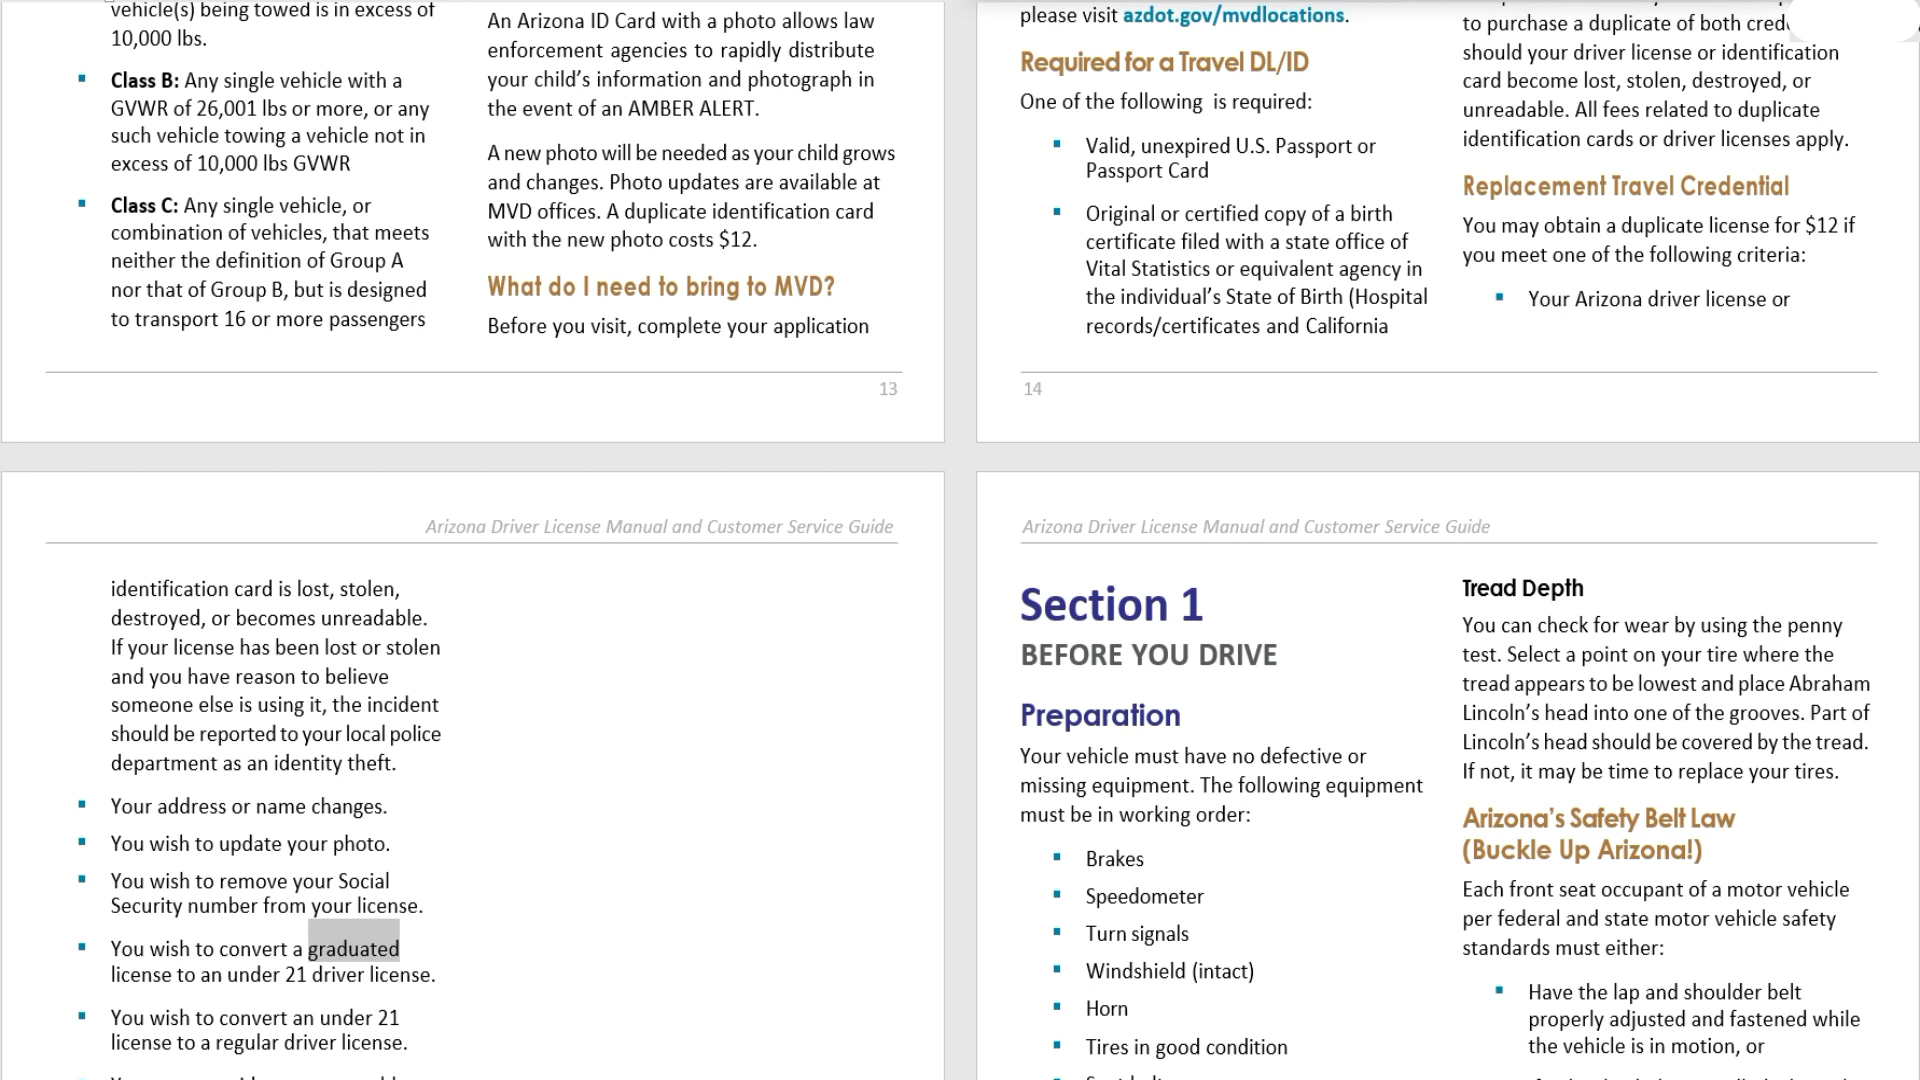 vehicle(s) being towed is in excess of
10,000 lbs.
Class B: Any single vehicle with a
GVWR of 26,001 lbs or more, or any
such vehicle towing a vehicle not in
excess of 10,000 lbs GVWR
Class C: Any single vehicle, or
combination of vehicles, that meets
neither the definition of Group A
nor that of Group B, but is designed
to transport 16 or more passengers
An Arizona ID Card with a photo allows law
enforcement agencies to rapidly distribute
your child's information and photograph in
the event of an AMBER ALERT.
A new photo will be needed as your child grows
and changes. Photo updates are available at
MVD offices. A duplicate identification card
with the new photo costs $12.
What do I need to bring to MVD?
Before you visit, complete your application
13
please visit azdot.gov/mvdlocations.
Required for a Travel DL/ID
One of the following is required:
Valid, unexpired U.S. Passport or
Passport Card
Original or certified copy of a birth
certificate filed with a state office of
Vital Statistics or equivalent agency in
the individual's State of Birth (Hospital
records/certificates and California
to purchase a duplicate of both
should your driver license or identification
card become lost, stolen, destroyed, or
unreadable. All fees related to duplicate
identification cards or driver licenses apply.
Replacement Travel Credential
You may obtain a duplicate license for $12 if
you meet one of the following criteria:
Your Arizona driver license or
14
Arizona Driver License Manual and Customer Service Guide
identification card is lost, stolen,
destroyed, or becomes unreadable.
If your license has been lost or stolen
and you have reason to believe
someone else is using it, the incident
should be reported to your local police
department as an identity theft.
Your address or name changes.
You wish to update your photo.
You wish to remove your Social
Security number from your license.
You wish to convert a graduated
license to an under 21 driver license.
You wish to convert an under 21
license to a regular driver license.
Arizona Driver License Manual and Customer Service Guide
Section 1
BEFORE YOU DRIVE
Preparation
Your vehicle must have no defective or
missing equipment. The following equipment
must be in working order:
Brakes
Speedometer
Turn signals
Windshield (intact)
Horn
Tires in good condition
Tread Depth
You can check for wear by using the penny
test. Select a point on your tire where the
tread appears to be lowest and place Abraham
Lincoln's head into one of the grooves. Part of
Lincoln's head should be covered by the tread.
If not, it may be time to replace your tires.
Arizona's Safety Belt Law
(Buckle Up Arizona!)
Each front seat occupant of a motor vehicle
per federal and state motor vehicle safety
standards must either:
Have the lap and shoulder belt
properly adjusted and fastened while
the vehicle is in motion, or